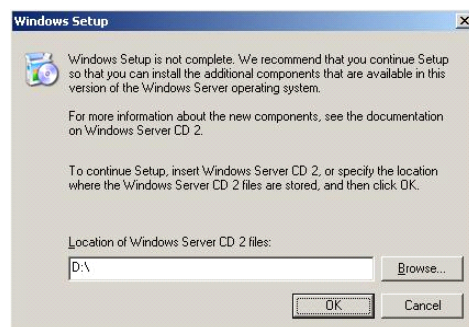 Windows Setup
Windows Setup is not complete. We recommend that you continue Setup
so that you can install the additional components that are available in this
version of the Windows Server operating system.
For more information about the new components, see the documentation
on Windows Server CD 2.
To continue Setup, insert Windows Server CD 2, or specify the location
where the Windows Server CD 2 files are stored, and then click OK.
Location of Windows Server CD 2 files:
D:\
Browse...
OK Cancel